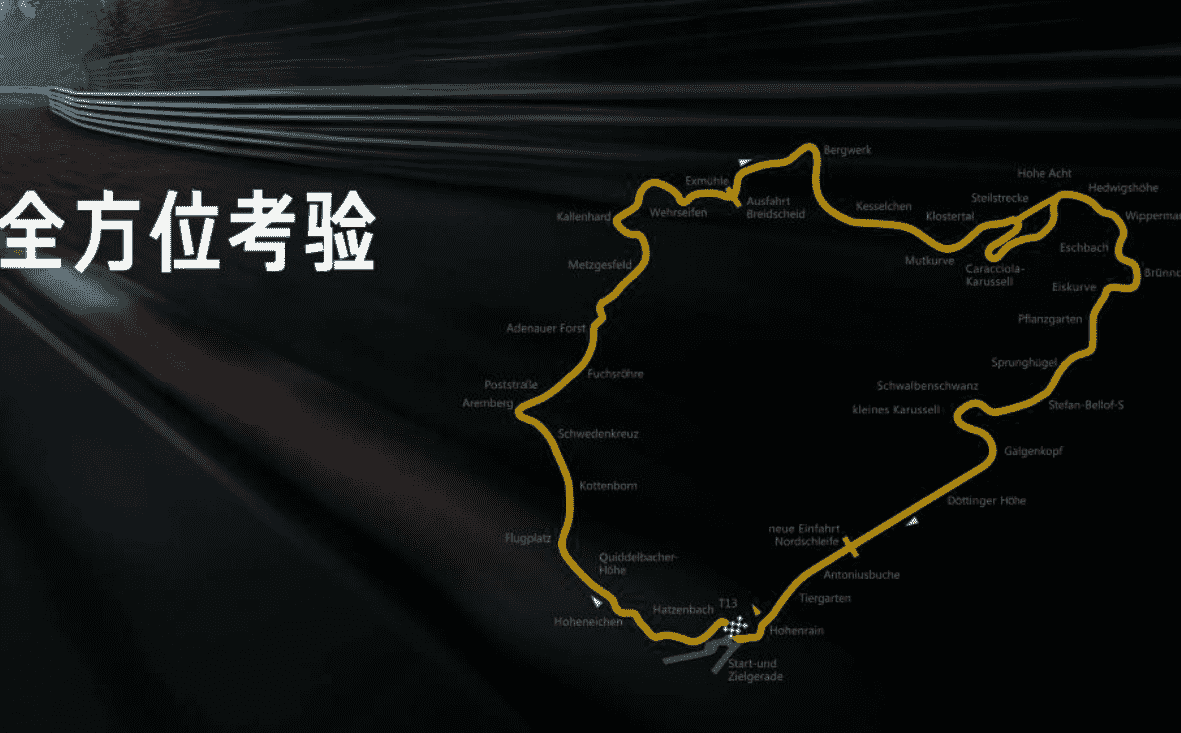 全方位考验
Bergwerk
Exmühle
Ausfahrt
Breidscheid
Wehrseifen
Kallenhard
Metzgesfeld
Kesselchen
Klostertal
Mutkurve
Steilstrecke
Hohe Acht
Hedwigshöhe
Caracciola-
Karussell
Eschbach
Eiskurve
Pflanzgarten
Sprunghügel
Schwalbenschwanz
kleines Karussell
Stefan-Bellof-S
Galgenkopf
Döttinger Höhe
neue Einfahrt
Nordschleife
Antoniusbuche
Tiergarten
Hohenrain
T13
Start-und
Zielgerade
Hatzenbach
Hoheneichen
Quiddelbacher-
Höhe
Flugplatz
Kottenborn
Schwedenkreuz
Aremberg
Poststraße
Fuchsröhre
Adenauer Forst
Wipperma
Brünnc